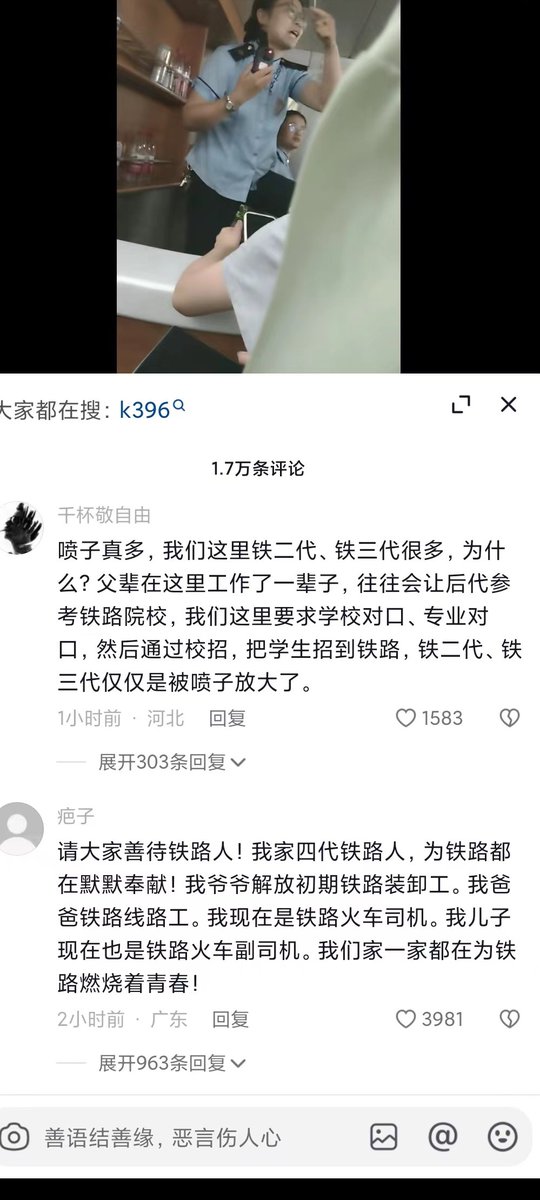 大家都在搜：k396
1.7万条评论
千杯敬自由
喷子真多，我们这里铁二代、铁三代很多，为什
么？父辈在这里工作了一辈子，往往会让后代参
考铁路院校，我们这里要求学校对口、专业对
口，然后通过校招，把学生招到铁路，铁二代、铁
三代仅仅是被喷子放大了。
1小时前 · 河北 回复 1583
展开303条回复
疤子
请大家善待铁路人！我家四代铁路人，为铁路都
在默默奉献！我爷爷解放初期铁路装卸工。我爸
爸铁路线路工。我现在是铁路火车司机。我儿子
现在也是铁路火车副司机。我们家一家都在为铁
路燃烧着青春！
2小时前 · 广东 回复 3981
展开963条回复
善语结善缘，恶言伤人心